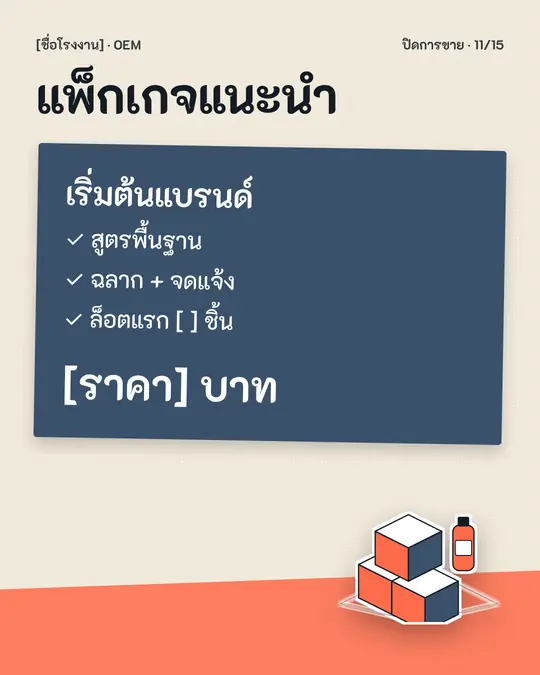 [ชื่อโรงงาน] · OEM
ปิดการขาย · 11/15
แพ็กเกจแนะนำ
เริ่มต้นแบรนด์
✓ สูตรพื้นฐาน
✓ ฉลาก + จดแจ้ง
✓ ล็อตแรก [ ] ชิ้น
[ราคา] บาท